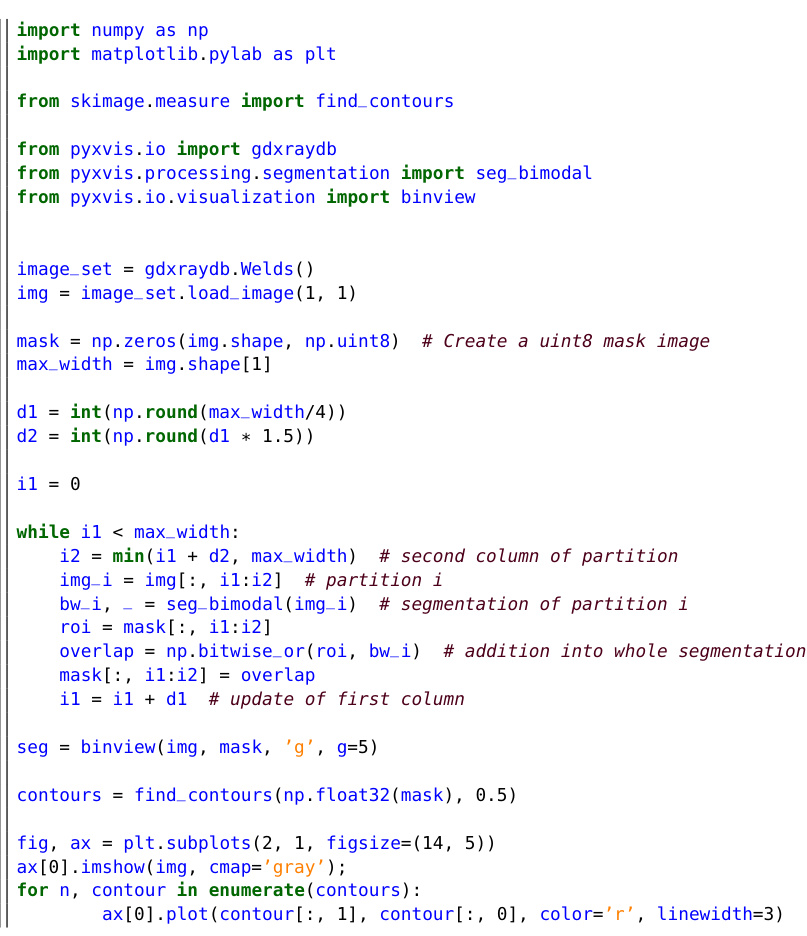 import numpy as np
import matplotlib.pylab as plt

from skimage.measure import find_contours

from pyxvis.io import gdxraydb
from pyxvis.processing.segmentation import seg_bimodal
from pyxvis.io.visualization import binview


image_set = gdxraydb.Welds()
img = image_set.load_image(1, 1)

mask = np.zeros(img.shape, np.uint8)  # Create a uint8 mask image
max_width = img.shape[1]

d1 = int(np.round(max_width/4))
d2 = int(np.round(d1 * 1.5))

i1 = 0

while i1 < max_width:
    i2 = min(i1 + d2, max_width)  # second column of partition
    img_i = img[:, i1:i2]  # partition i
    bw_i, _ = seg_bimodal(img_i)  # segmentation of partition i
    roi = mask[:, i1:i2]
    overlap = np.bitwise_or(roi, bw_i)  # addition into whole segmentation
    mask[:, i1:i2] = overlap
    i1 = i1 + d1  # update of first column

seg = binview(img, mask, ’g’, g=5)

contours = find_contours(np.float32(mask), 0.5)

fig, ax = plt.subplots(2, 1, figsize=(14, 5))
ax[0].imshow(img, cmap=’gray’);
for n, contour in enumerate(contours):
        ax[0].plot(contour[:, 1], contour[:, 0], color=’r’, linewidth=3)